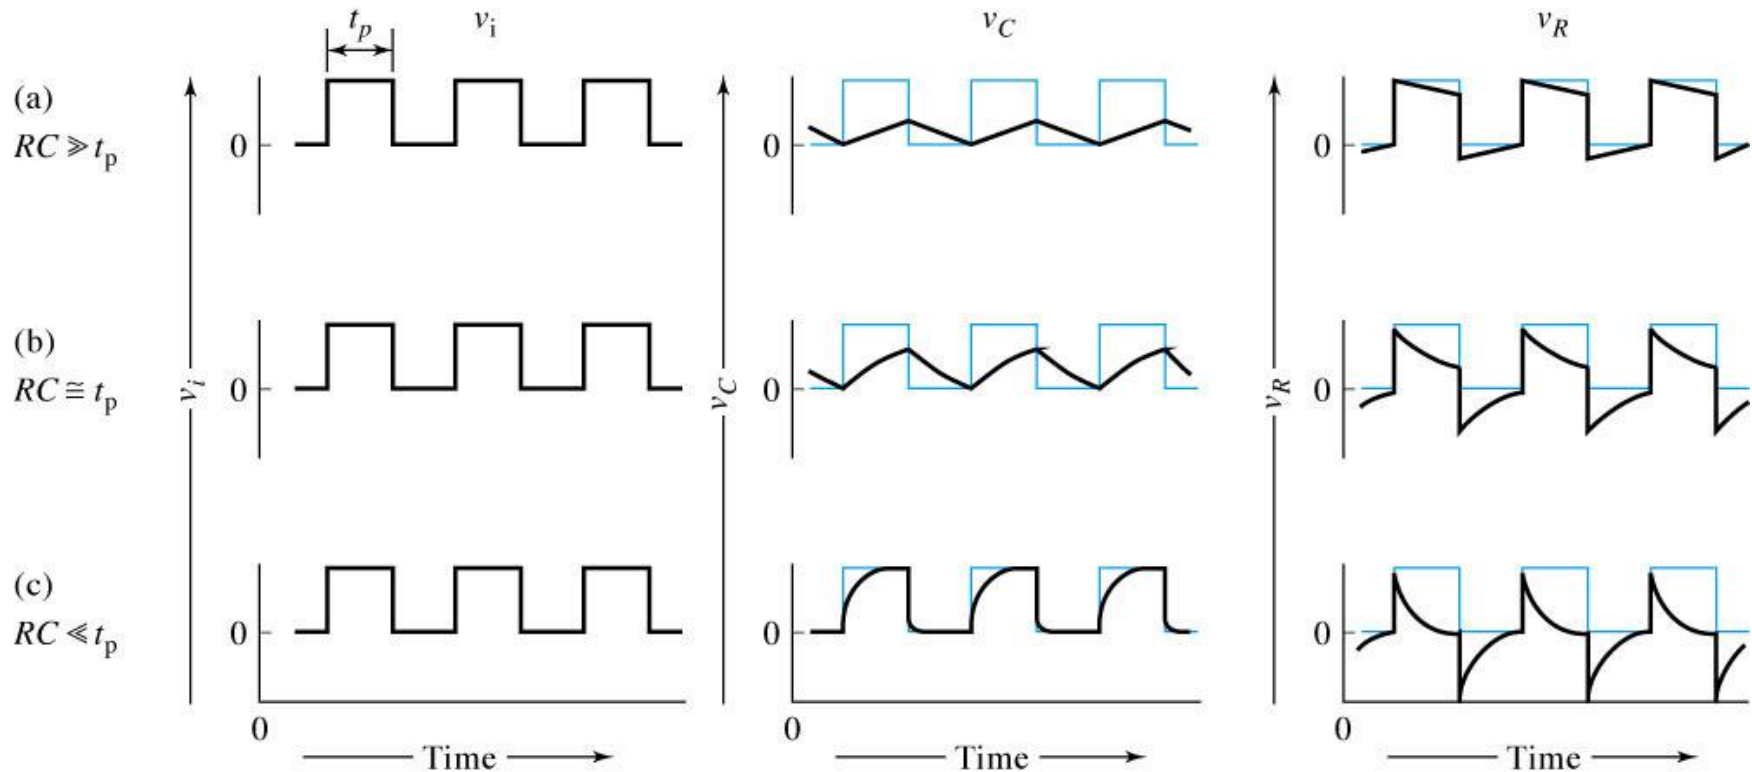 t_p v_i v_C v_R
(a)
RC ≫ t_p
0 0 0
(b)
RC ≅ t_p
v_i 0 v_C 0 v_R 0
(c)
RC ≪ t_p
0 0 0
0 0 0
Time Time Time